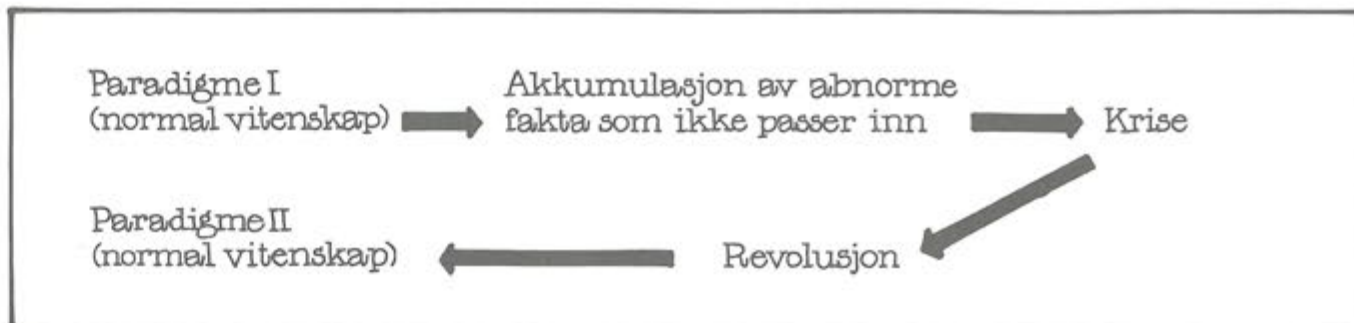 Paradigme I
(normal vitenskap)
Akkumulasjon av abnorme
fakta som ikke passer inn
Krise
Revolusjon
Paradigme II
(normal vitenskap)